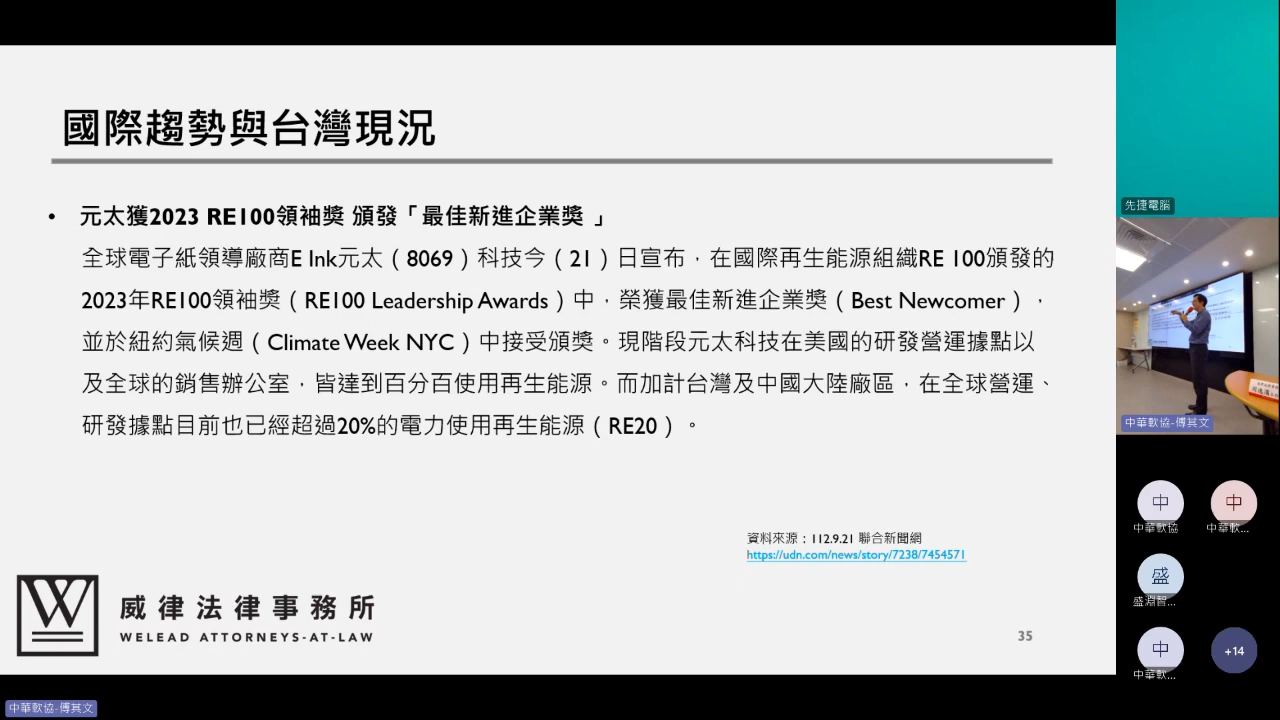 國際趨勢與台灣現況
• 元太獲2023 RE100領袖獎 頒發「最佳新進企業獎 」
全球電子紙領導廠商E Ink元太（8069）科技今（21）日宣布，在國際再生能源組織RE 100頒發的
2023年RE100領袖獎（RE100 Leadership Awards）中，榮獲最佳新進企業獎（Best Newcomer），
並於紐約氣候週（Climate Week NYC）中接受頒獎。現階段元太科技在美國的研發營運據點以
及全球的銷售辦公室，皆達到百分百使用再生能源。而加計台灣及中國大陸廠區，在全球營運、
研發據點目前也已經超過20%的電力使用再生能源（RE20）。
資料來源：112.9.21 聯合新聞網
https://udn.com/news/story/7238/7454571
W
威律法律事務所
WELEAD ATTORNEYS-AT-LAW
35
中華軟協-傅其文
先捷電腦
中華軟協-傅其文
中
中華軟協
中
中華軟...
盛
盛淵智...
中
中華軟...
+14